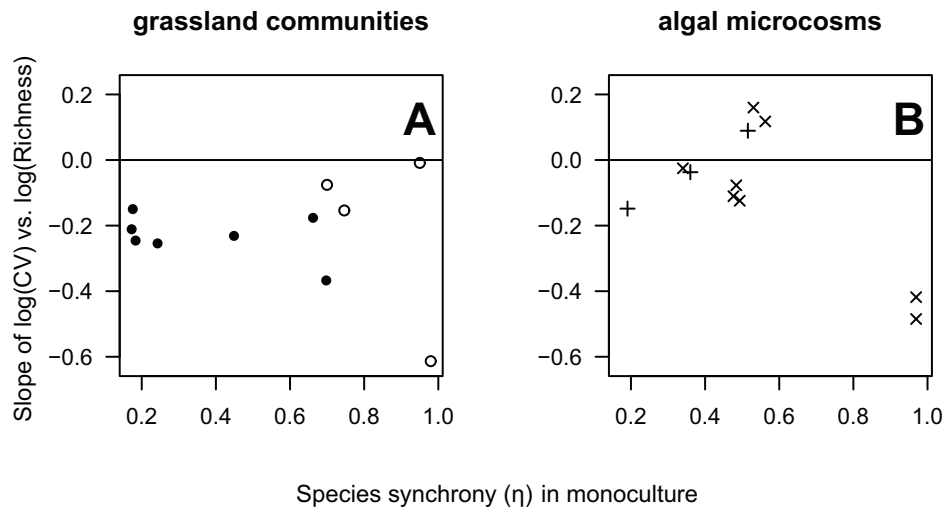 grassland communities
algal microcosms
Slope of log(CV) vs. log(Richness)
A
0.2
0.0
−0.2
−0.4
−0.6
0.2 0.4 0.6 0.8 1.0
B
0.2
0.0
−0.2
−0.4
−0.6
0.2 0.4 0.6 0.8 1.0
Species synchrony (η) in monoculture